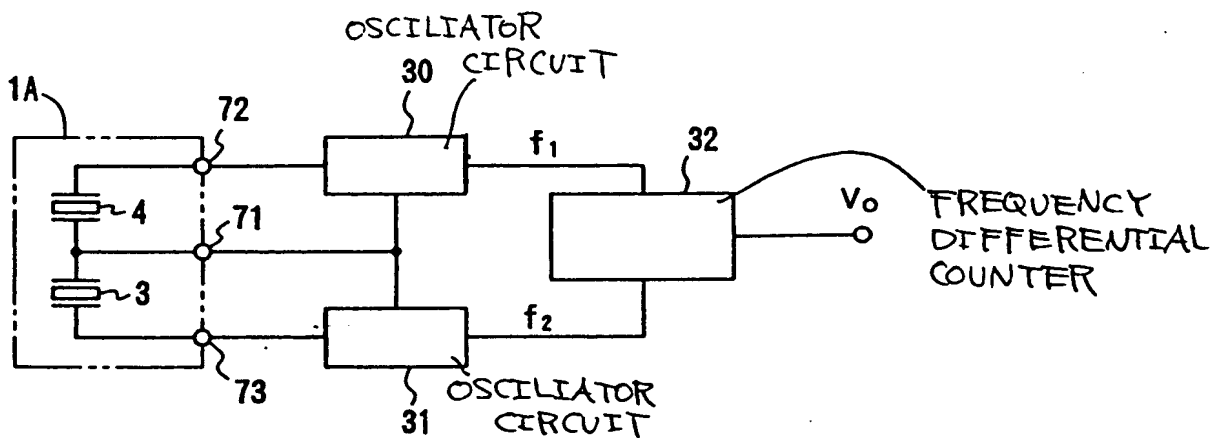 OSCILIATOR
CIRCUIT
1A
72
30
f1
32
4
71
Vo
FREQUENCY
DIFFERENTIAL
COUNTER
3
f2
73
31
OSCILIATOR
CIRCUIT